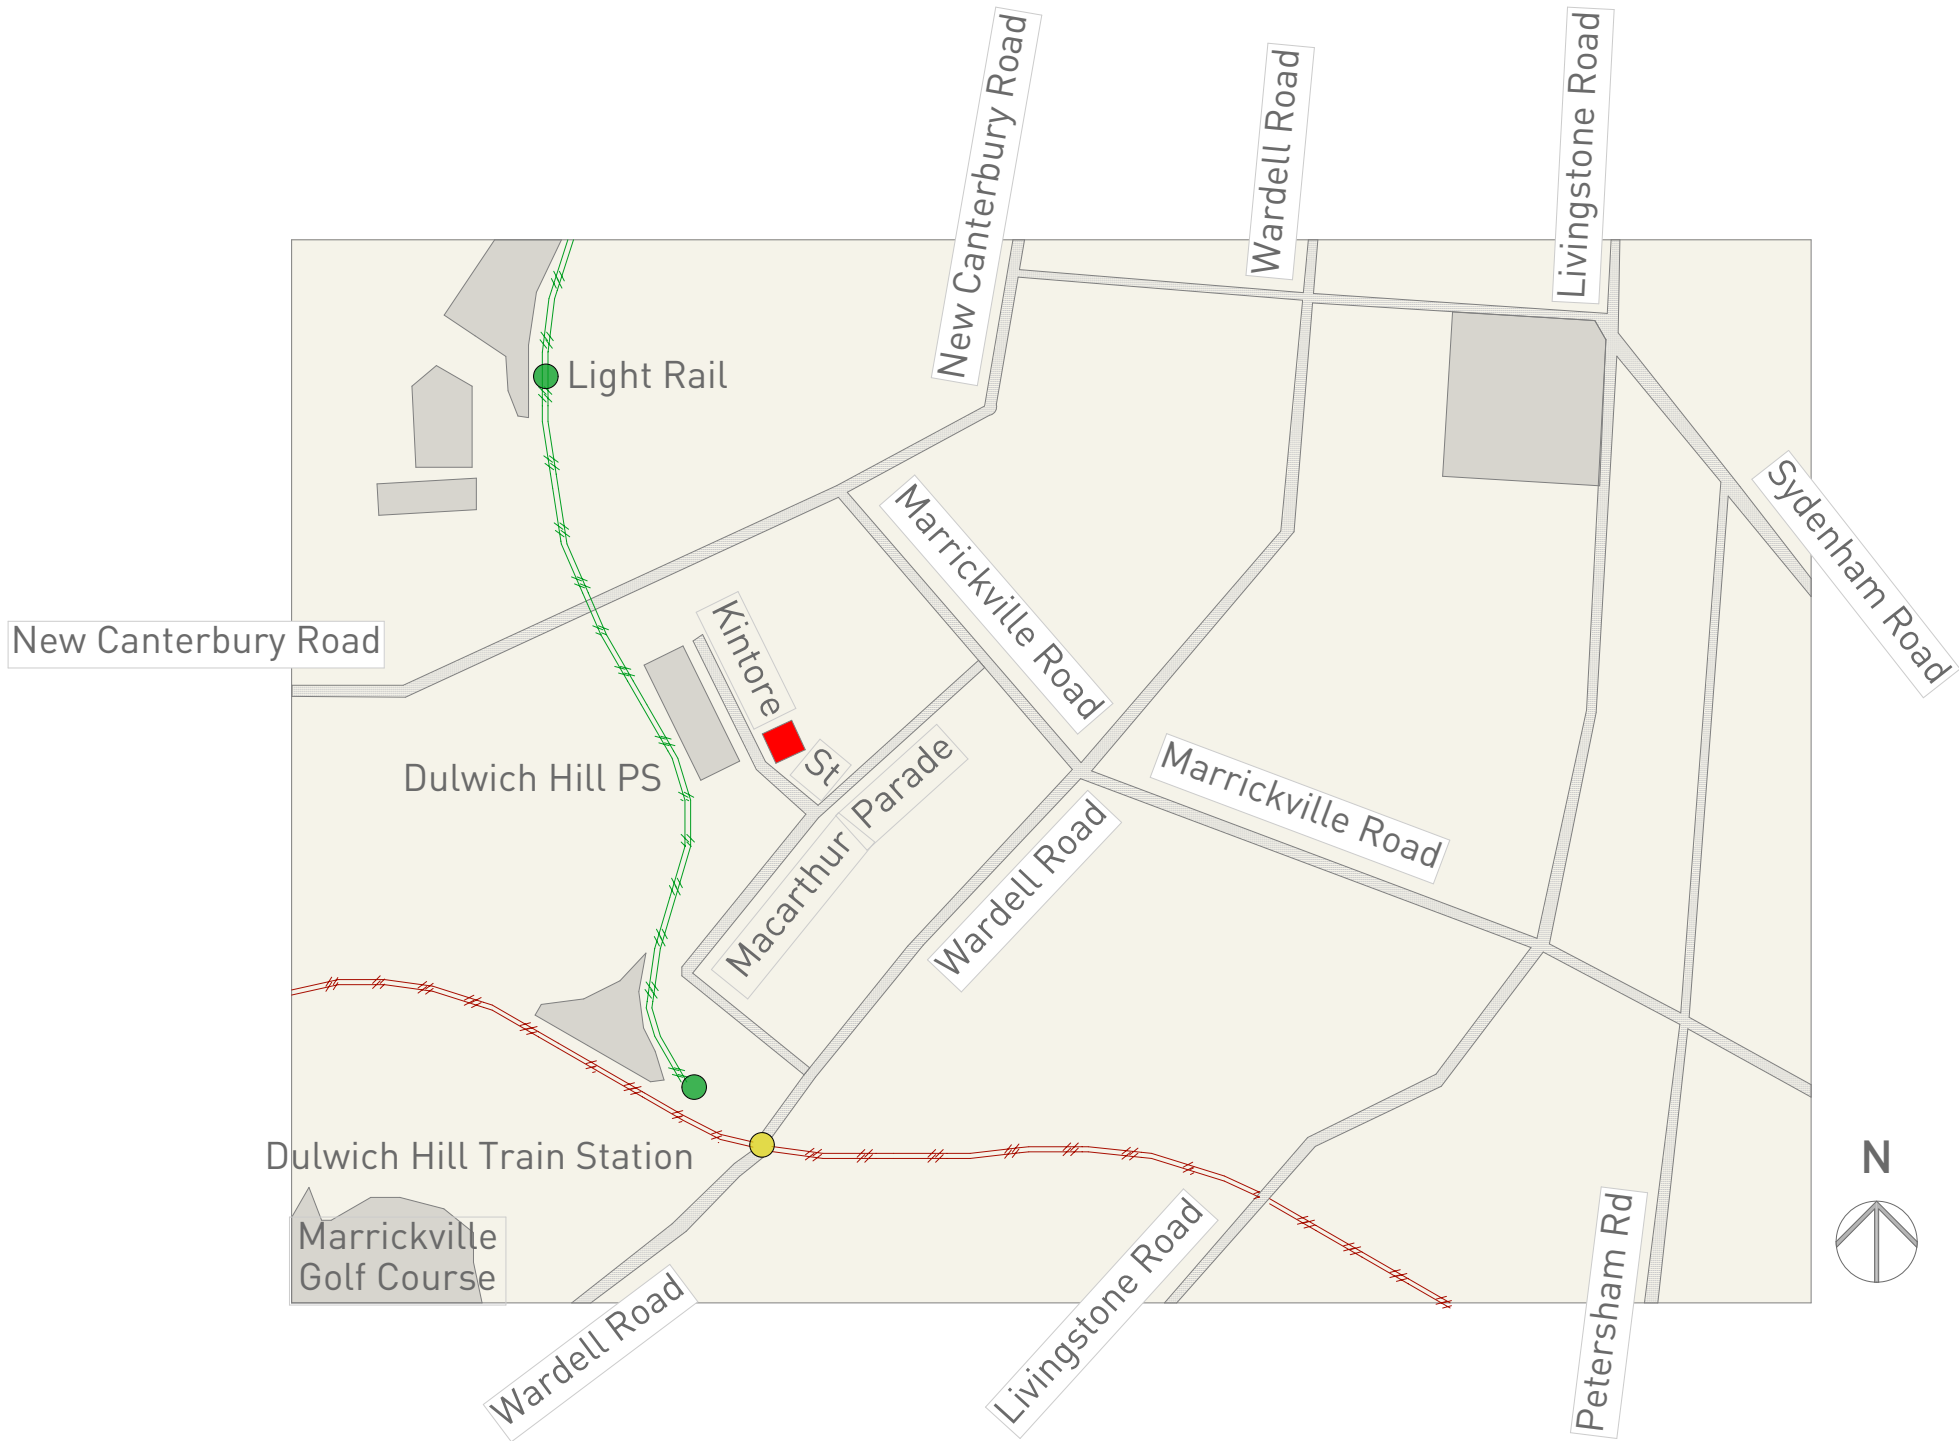 New Canterbury Road
Wardell Road
Livingstone Road
Light Rail
Marrickville Road
Sydenham Road
New Canterbury Road
Kintore
St
Dulwich Hill PS
Macarthur Parade
Marrickville Road
Wardell Road
Dulwich Hill Train Station
N
Marrickville
Golf Course
Wardell Road
Livingstone Road
Petersham Rd